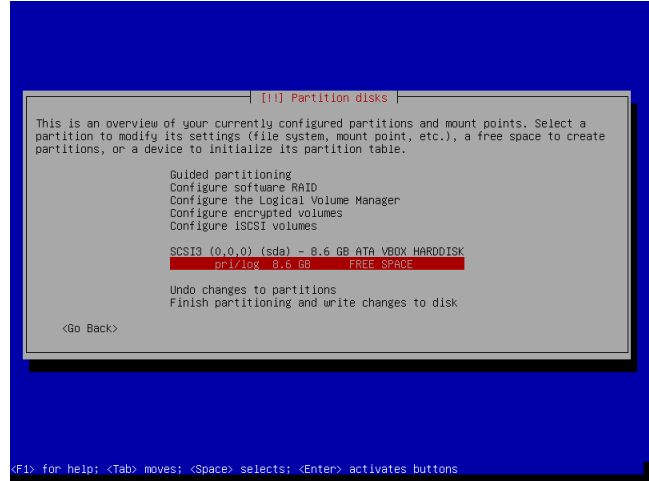 [!!] Partition disks
This is an overview of your currently configured partitions and mount points. Select a
partition to modify its settings (file system, mount point, etc.), a free space to create
partitions, or a device to initialize its partition table.
Guided partitioning
Configure software RAID
Configure the Logical Volume Manager
Configure encrypted volumes
Configure iSCSI volumes
SCSI3 (0,0,0) (sda) - 8.6 GB ATA VBOX HARDDISK
pri/log 8.6 GB FREE SPACE
Undo changes to partitions
Finish partitioning and write changes to disk
<Go Back>
<F1> for help; <Tab> moves; <Space> selects; <Enter> activates buttons